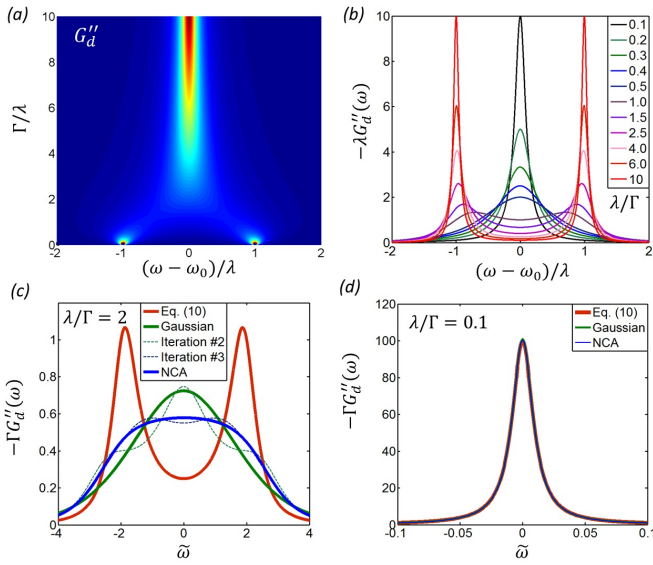 (a)
G''_d
Γ/λ
10
8
6
4
2
0
-2
-1
0
1
2
(ω − ω₀)/λ
(b)
−λG''_d(ω)
10
8
6
4
2
0
0.1
0.2
0.3
0.4
0.5
1.0
1.5
2.5
4.0
6.0
10
λ/Γ
-2
-1
0
1
2
(ω − ω₀)/λ
(c)
λ/Γ = 2
Eq. (10)
Gaussian
Iteration #2
Iteration #3
NCA
−ΓG''_d(ω)
1
0.8
0.6
0.4
0.2
0
-4
-2
0
2
4
ω̃
(d)
λ/Γ = 0.1
Eq. (10)
Gaussian
NCA
−ΓG''_d(ω)
120
100
80
60
40
20
0
-0.1
-0.05
0
0.05
0.1
ω̃